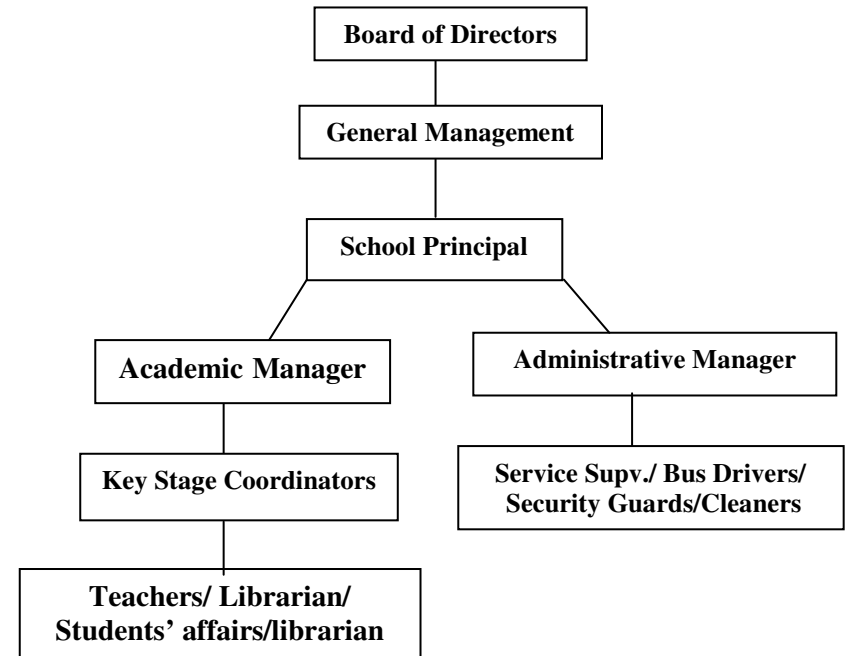 Board of Directors
General Management
School Principal
Academic Manager
Administrative Manager
Key Stage Coordinators
Service Supv./ Bus Drivers/
Security Guards/Cleaners
Teachers/ Librarian/
Students’ affairs/librarian